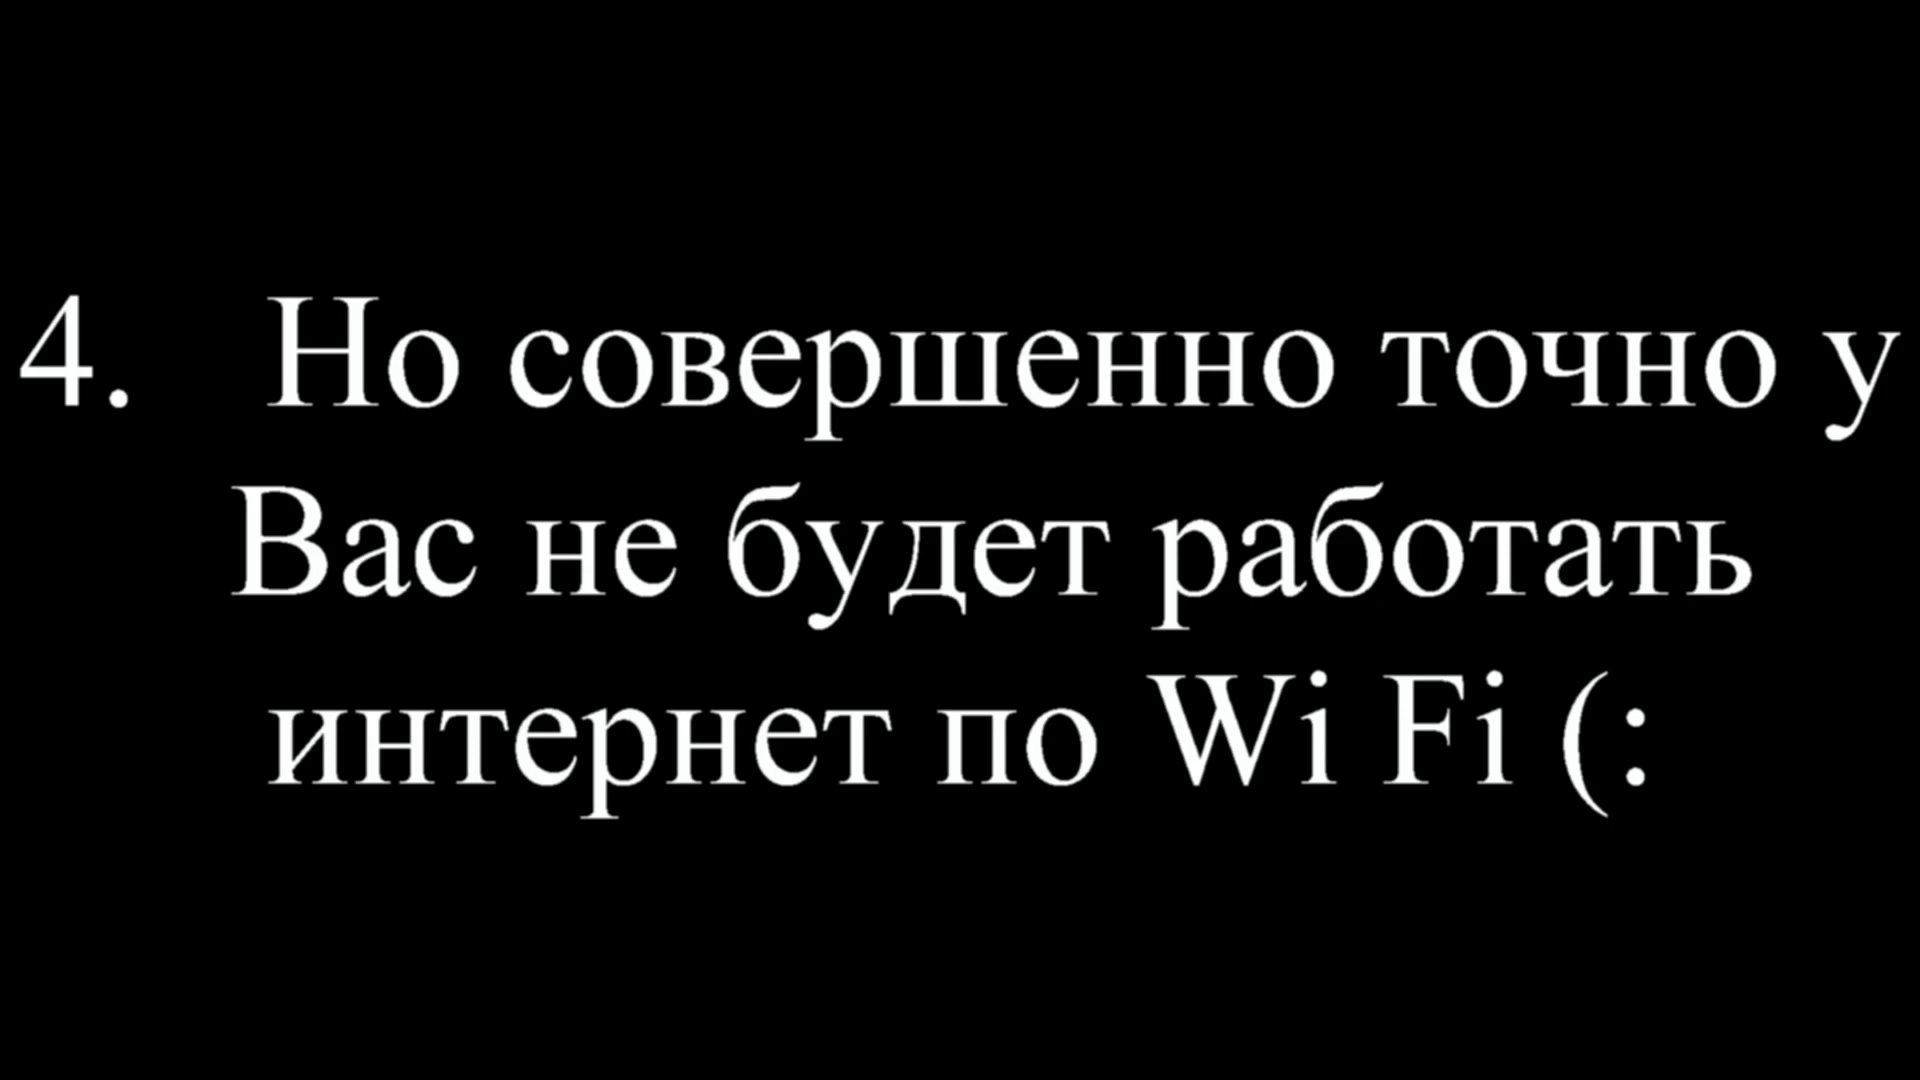 4. Но совершенно точно у
Вас не будет работать
интернет по Wi Fi (: